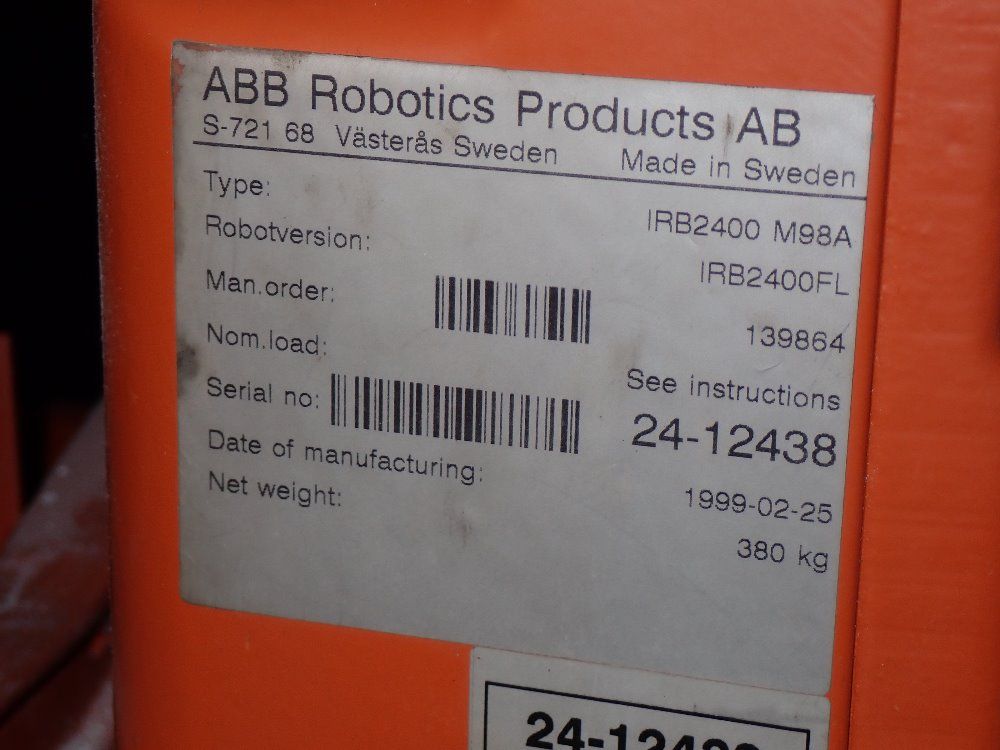 ABB Robotics Products AB
S-721 68 Västerås Sweden Made in Sweden
Type: IRB2400 M98A
Robotversion: IRB2400FL
Man.order: 139864
Nom.load: See instructions
Serial no: 24-12438
Date of manufacturing: 1999-02-25
Net weight: 380 kg